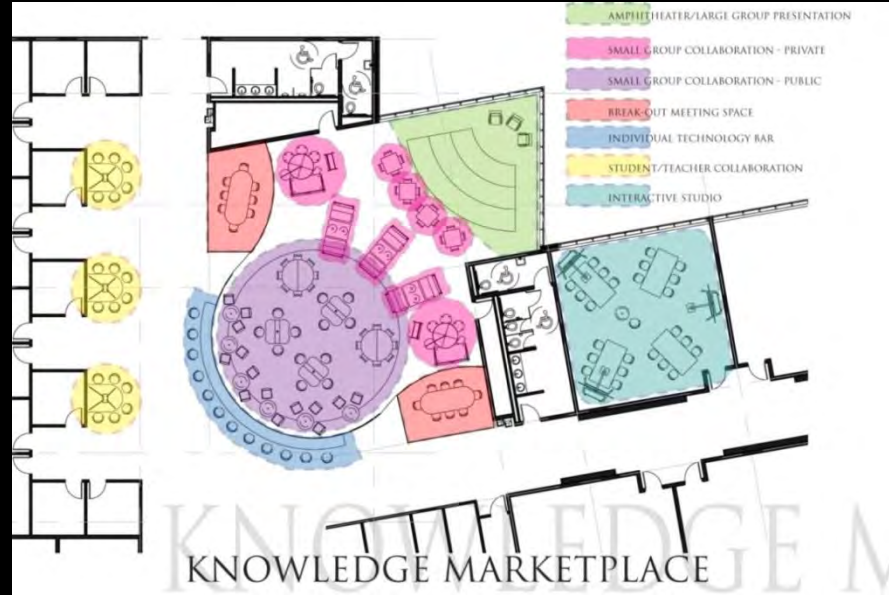 AMPHITHEATER/LARGE GROUP PRESENTATION
SMALL GROUP COLLABORATION - PRIVATE
SMALL GROUP COLLABORATION - PUBLIC
BREAK-OUT MEETING SPACE
INDIVIDUAL TECHNOLOGY BAR
STUDENT/TEACHER COLLABORATION
INTERACTIVE STUDIO
KNOWLEDGE M
KNOWLEDGE MARKETPLACE